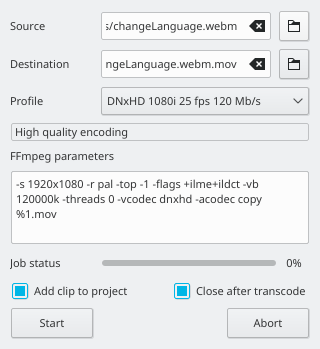 Source s/changeLanguage.webm
Destination ngeLanguage.webm.mov
Profile DNxHD 1080i 25 fps 120 Mb/s
High quality encoding
FFmpeg parameters
-s 1920x1080 -r pal -top -1 -flags +ilme+ildct -vb
120000k -threads 0 -vcodec dnxhd -acodec copy
%1.mov
Job status 0%
Add clip to project Close after transcode
Start Abort